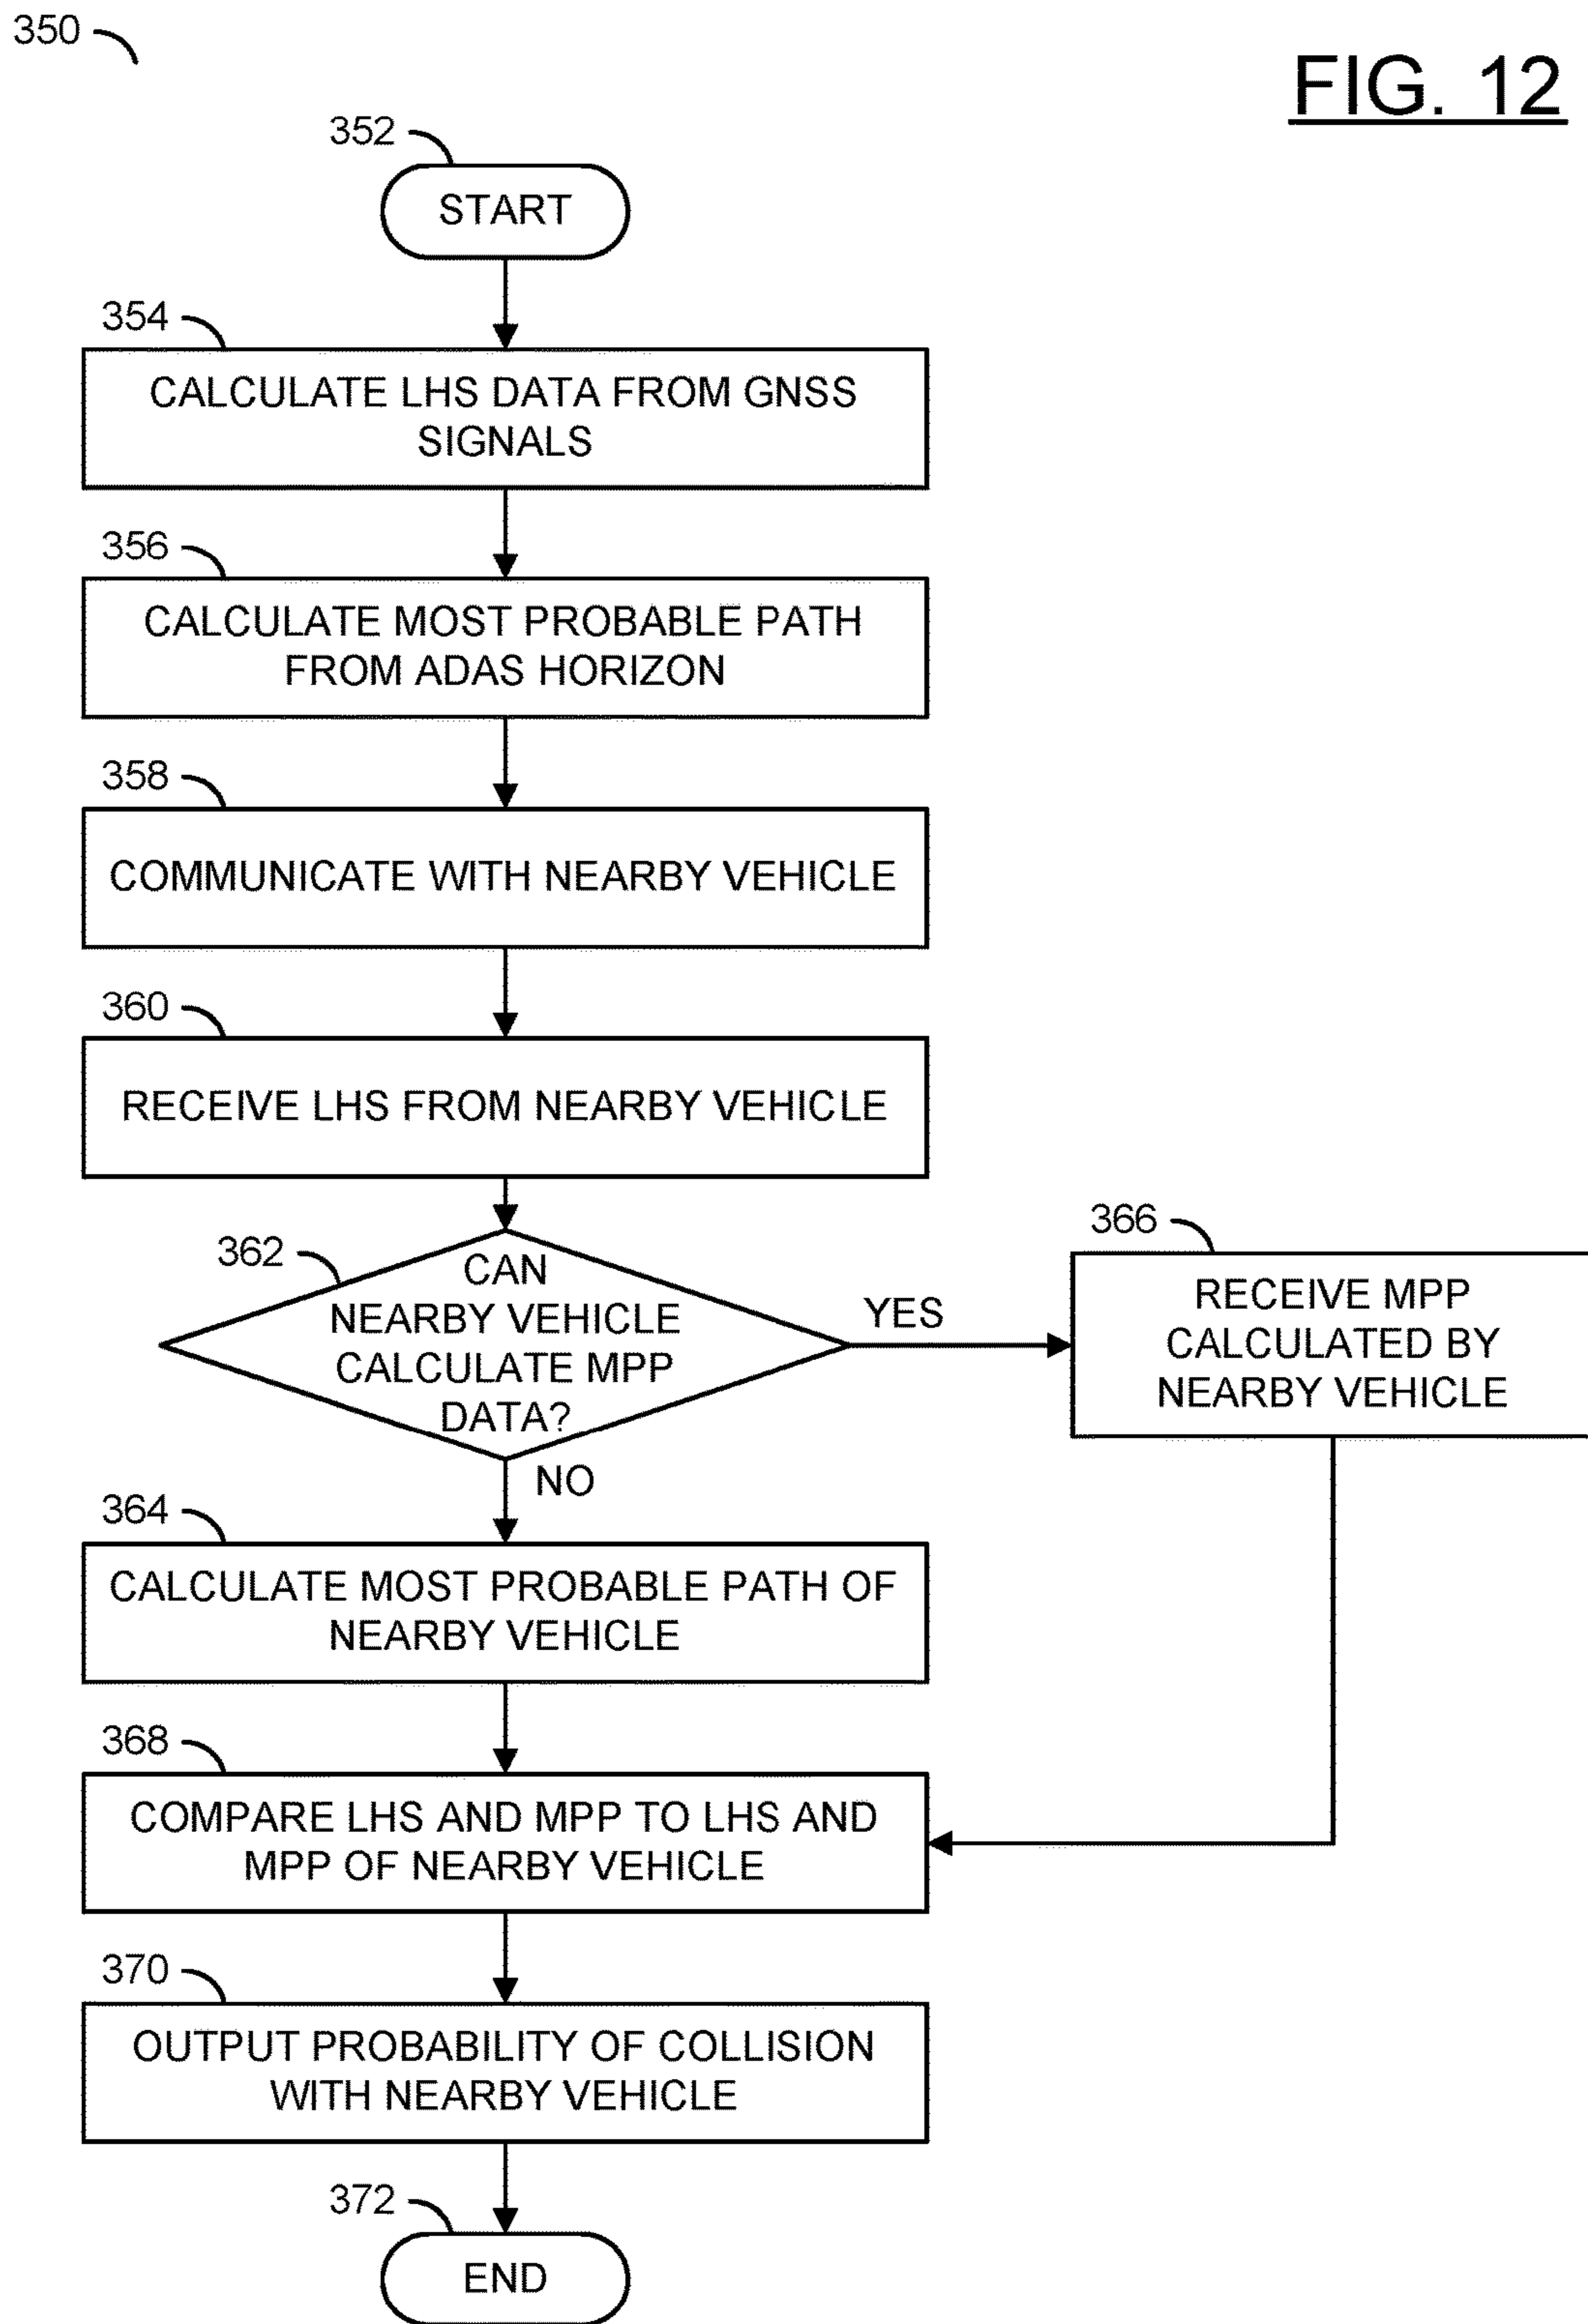 350
FIG. 12
352
START
354
CALCULATE LHS DATA FROM GNSS
SIGNALS
356
CALCULATE MOST PROBABLE PATH
FROM ADAS HORIZON
358
COMMUNICATE WITH NEARBY VEHICLE
360
RECEIVE LHS FROM NEARBY VEHICLE
362
CAN
NEARBY VEHICLE
CALCULATE MPP
DATA?
YES
366
RECEIVE MPP
CALCULATED BY
NEARBY VEHICLE
NO
364
CALCULATE MOST PROBABLE PATH OF
NEARBY VEHICLE
368
COMPARE LHS AND MPP TO LHS AND
MPP OF NEARBY VEHICLE
370
OUTPUT PROBABILITY OF COLLISION
WITH NEARBY VEHICLE
372
END